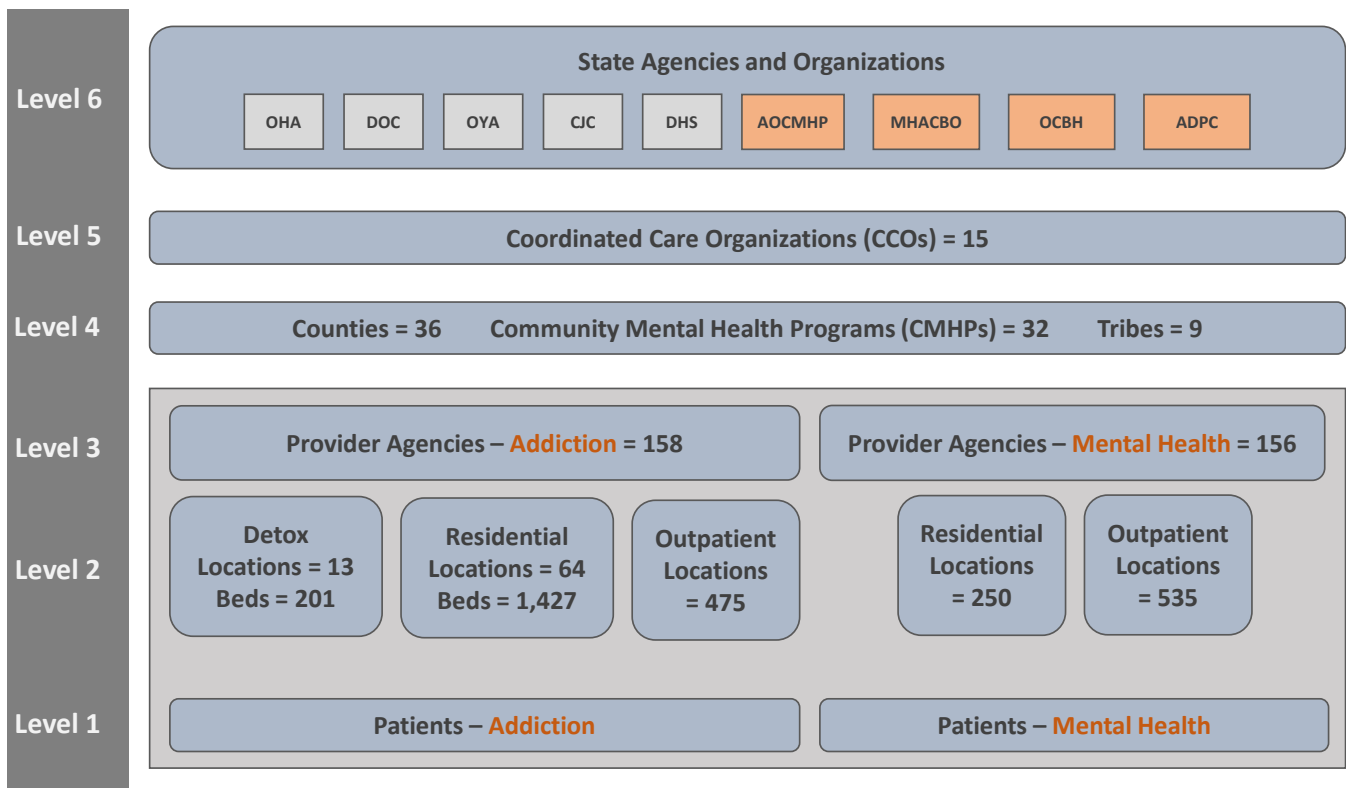 Level 6
State Agencies and Organizations
OHA DOC OYA CJC DHS AOCMHP MHACBO OCBH ADPC
Level 5
Coordinated Care Organizations (CCOs) = 15
Level 4
Counties = 36 Community Mental Health Programs (CMHPs) = 32 Tribes = 9
Level 3
Provider Agencies – Addiction = 158
Provider Agencies – Mental Health = 156
Level 2
Detox
Locations = 13
Beds = 201
Residential
Locations = 64
Beds = 1,427
Outpatient
Locations
= 475
Residential
Locations
= 250
Outpatient
Locations
= 535
Level 1
Patients – Addiction
Patients – Mental Health